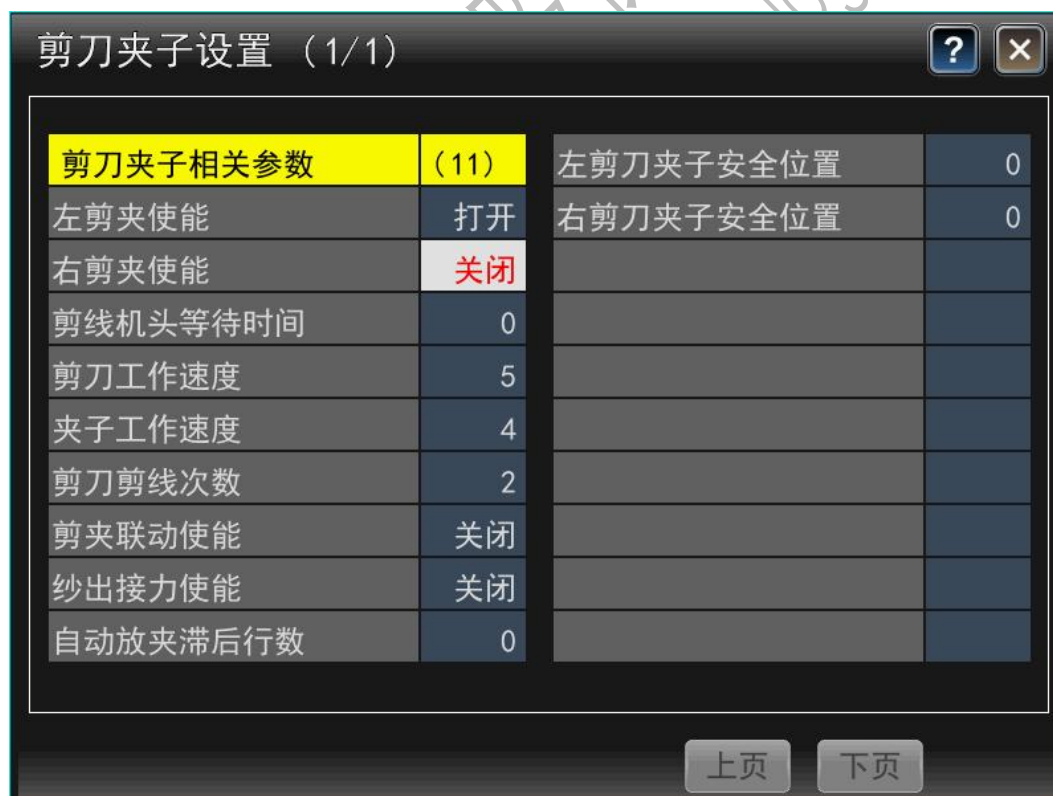 剪刀夹子设置 (1/1)
? ×
剪刀夹子相关参数 (11)
左剪夹使能 打开
右剪夹使能 关闭
剪线机头等待时间 0
剪刀工作速度 5
夹子工作速度 4
剪刀剪线次数 2
剪夹联动使能 关闭
纱出接力使能 关闭
自动放夹滞后行数 0
左剪刀夹子安全位置 0
右剪刀夹子安全位置 0
上页 下页